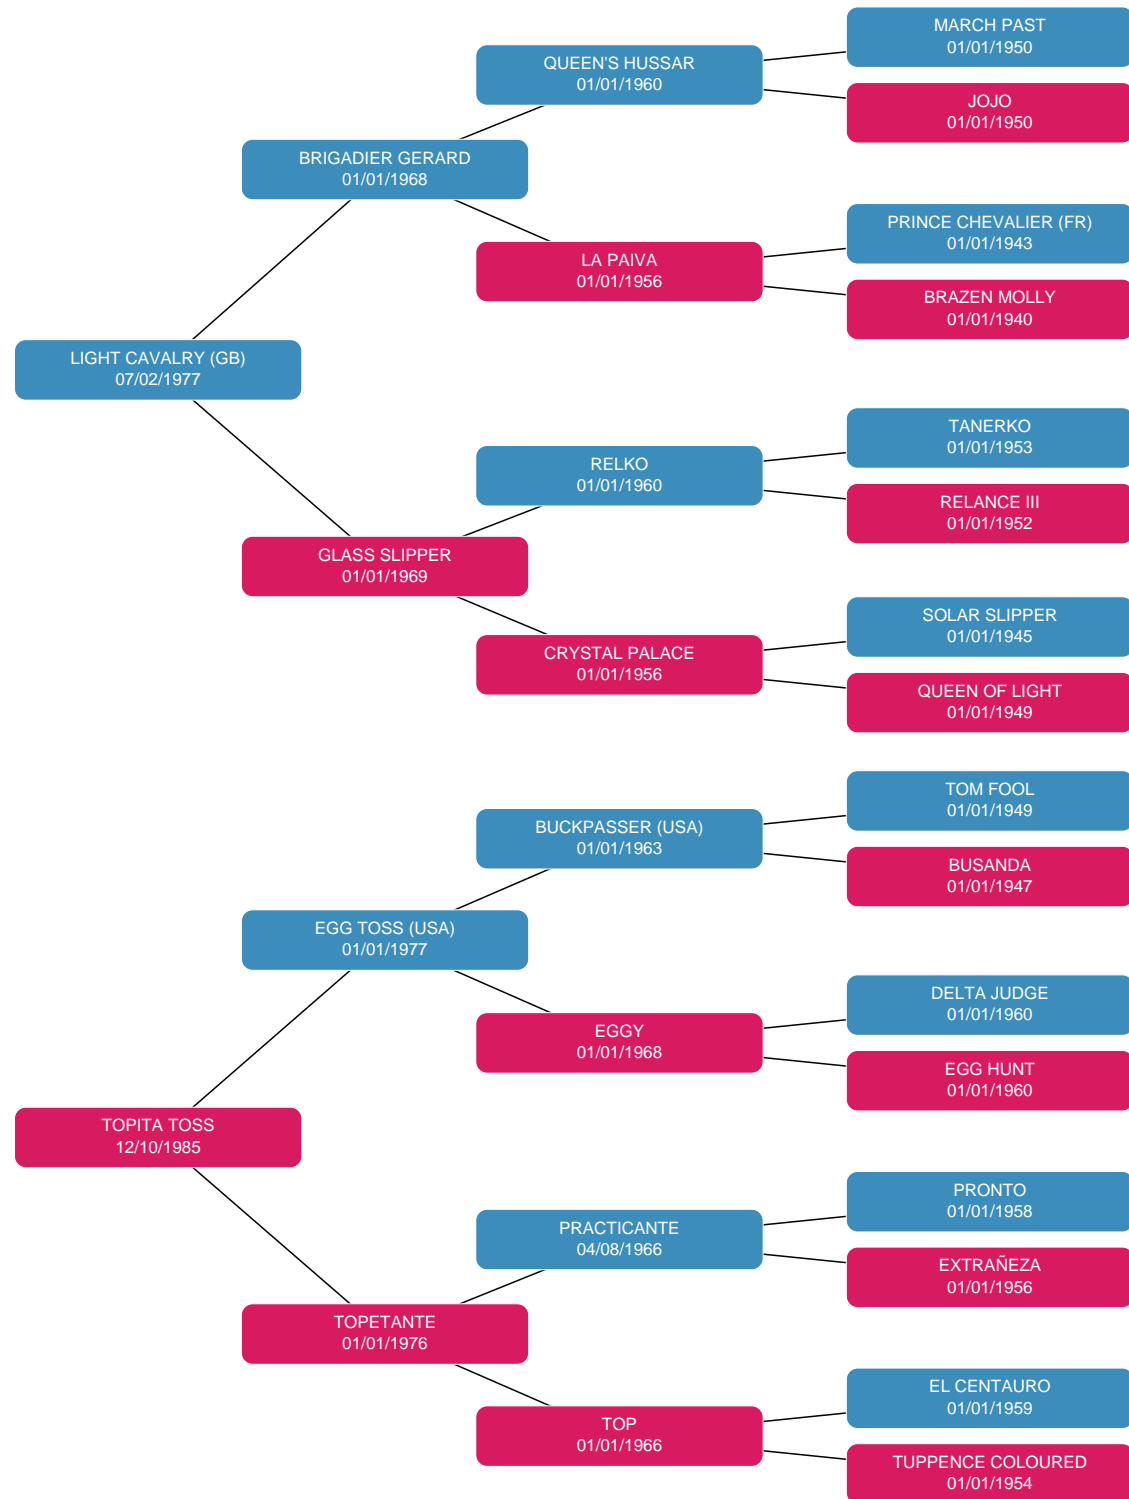 MARCH PAST
01/01/1950
QUEEN'S HUSSAR
01/01/1960
JOJO
01/01/1950
BRIGADIER GERARD
01/01/1968
PRINCE CHEVALIER (FR)
01/01/1943
LA PAIVA
01/01/1956
BRAZEN MOLLY
01/01/1940
LIGHT CAVALRY (GB)
07/02/1977
TANERKO
01/01/1953
RELKO
01/01/1960
RELANCE III
01/01/1952
GLASS SLIPPER
01/01/1969
SOLAR SLIPPER
01/01/1945
CRYSTAL PALACE
01/01/1956
QUEEN OF LIGHT
01/01/1949
TOM FOOL
01/01/1949
BUCKPASSER (USA)
01/01/1963
BUSANDA
01/01/1947
EGG TOSS (USA)
01/01/1977
DELTA JUDGE
01/01/1960
EGGY
01/01/1968
EGG HUNT
01/01/1960
TOPITA TOSS
12/10/1985
PRONTO
01/01/1958
PRACTICANTE
04/08/1966
EXTRAÑEZA
01/01/1956
TOPETANTE
01/01/1976
EL CENTAURO
01/01/1959
TOP
01/01/1966
TUPPENCE COLOURED
01/01/1954